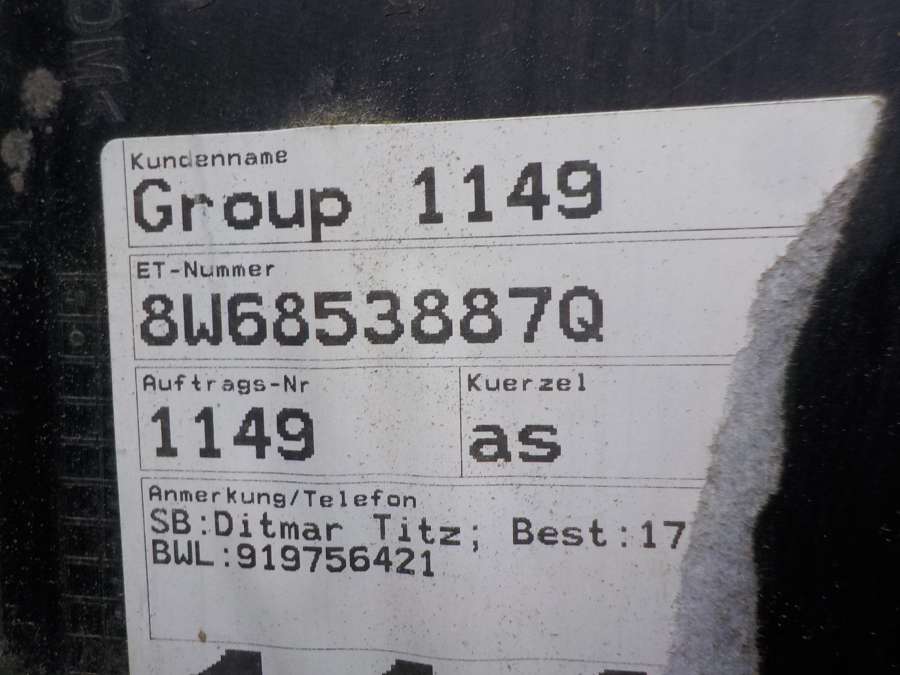 Kundenname
Group 1149
ET-Nummer
8W6853887Q
Auftrags-Nr
Kuerzel
1149
as
Anmerkung/Telefon
SB:Ditmar Titz; Best:17
BWL:919756421